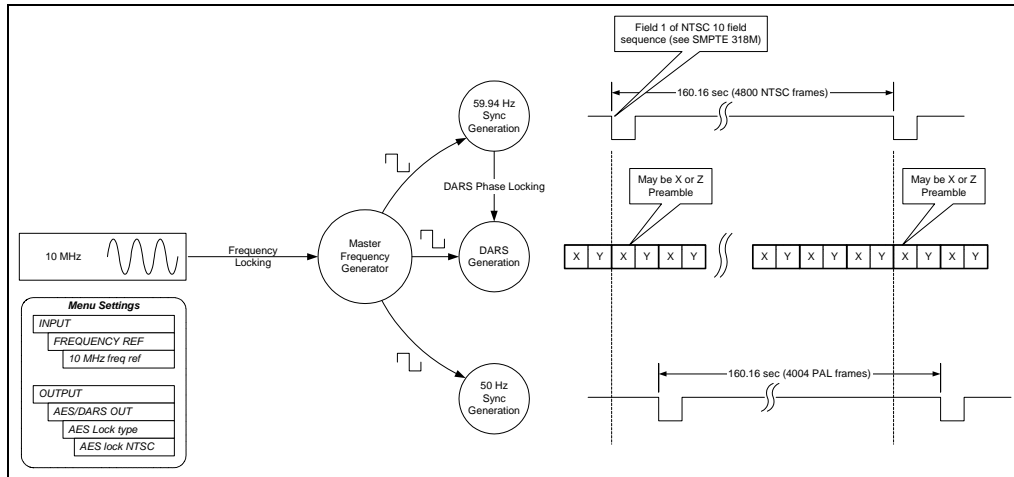 Field 1 of NTSC 10 field
sequence (see SMPTE 318M)
160.16 sec (4800 NTSC frames)
59.94 Hz
Sync
Generation
DARS Phase Locking
May be X or Z
Preamble
May be X or Z
Preamble
10 MHz
Frequency
Locking
Master
Frequency
Generator
DARS
Generation
X Y X Y X Y
X Y X Y X Y X Y X Y
Menu Settings
INPUT
FREQUENCY REF
10 MHz freq ref
OUTPUT
AES/DARS OUT
AES Lock type
AES lock NTSC
50 Hz
Sync
Generation
160.16 sec (4004 PAL frames)